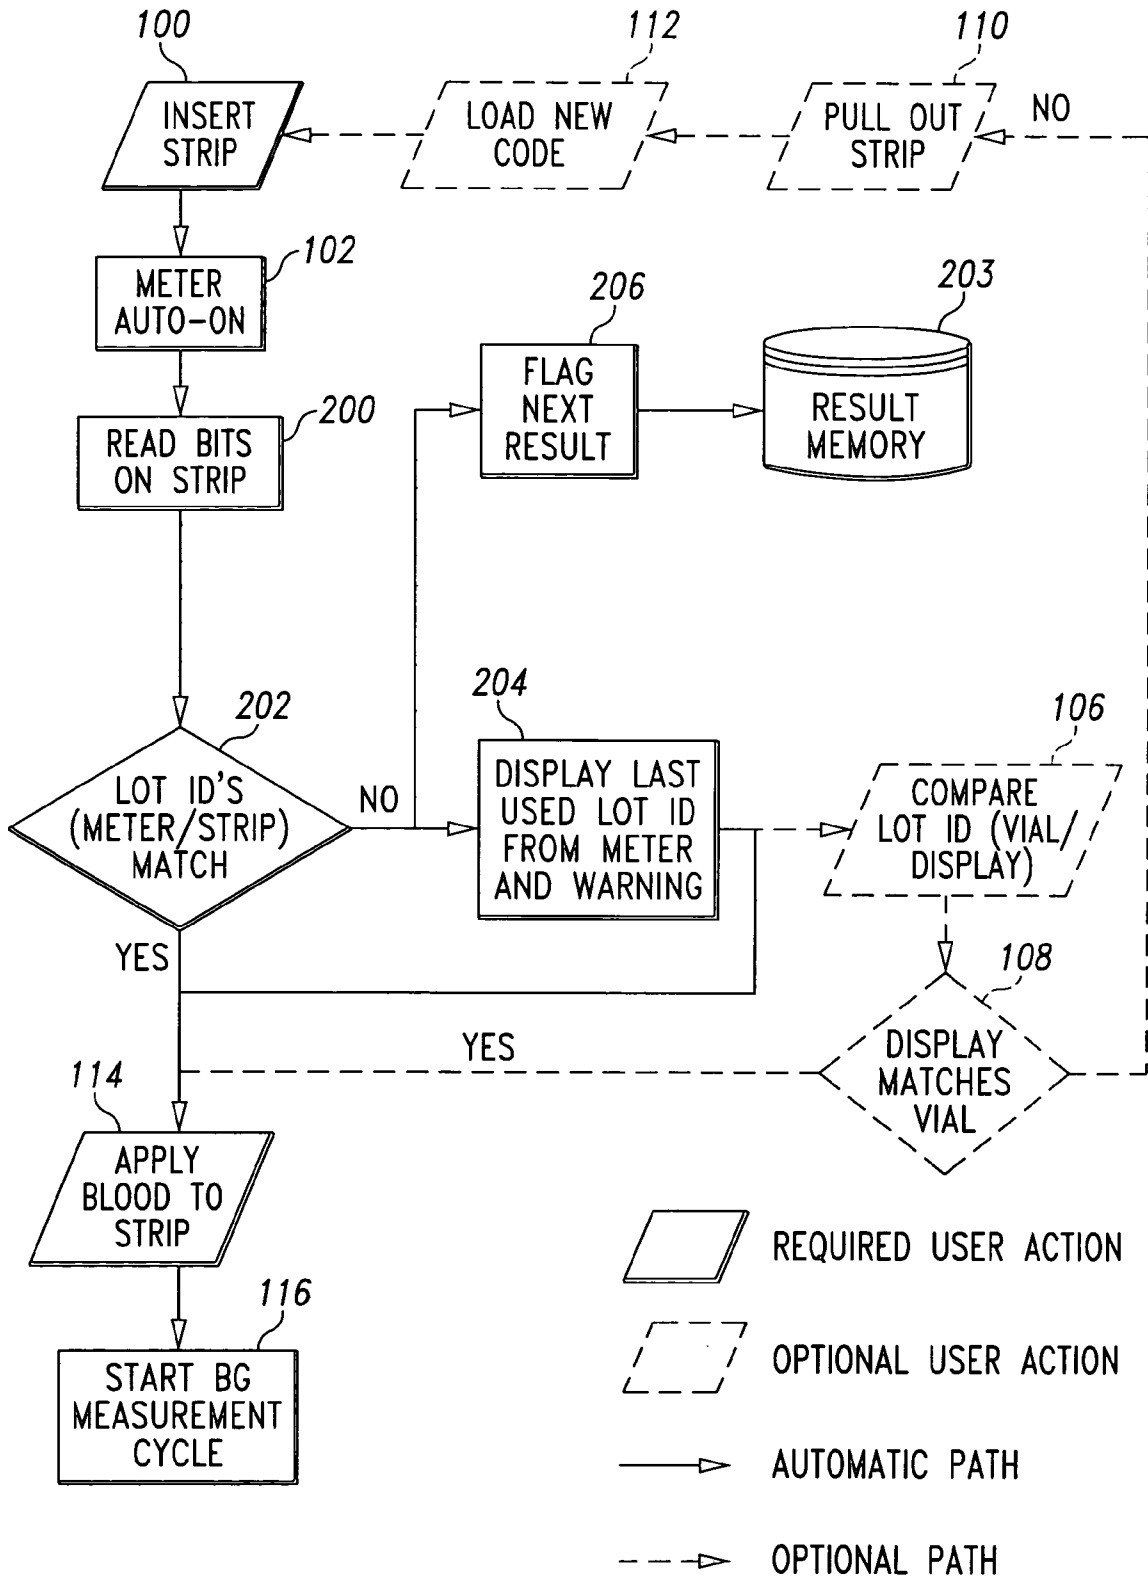 100
112
110
INSERT
STRIP
LOAD NEW
CODE
PULL OUT
STRIP
NO
102
METER
AUTO-ON
206
203
FLAG
NEXT
RESULT
RESULT
MEMORY
200
READ BITS
ON STRIP
202
LOT ID'S
(METER/STRIP)
MATCH
NO
YES
204
DISPLAY LAST
USED LOT ID
FROM METER
AND WARNING
106
COMPARE
LOT ID (VIAL/
DISPLAY)
108
DISPLAY
MATCHES
VIAL
YES
114
APPLY
BLOOD TO
STRIP
116
START BG
MEASUREMENT
CYCLE
REQUIRED USER ACTION
OPTIONAL USER ACTION
AUTOMATIC PATH
OPTIONAL PATH